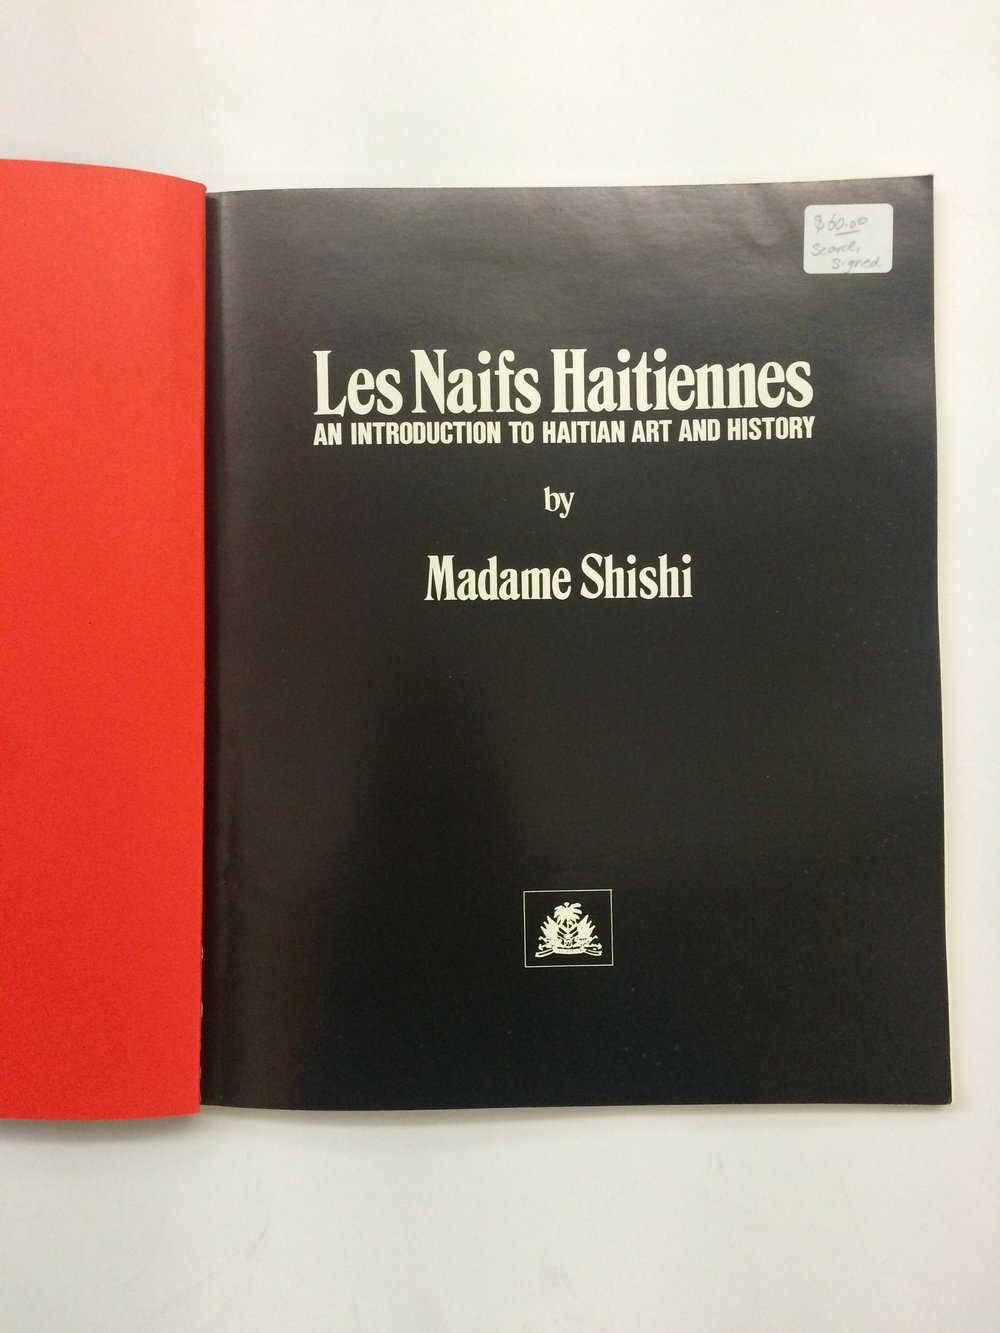 $60.00
Scarce,
Signed
Les Naifs Haitiennes
AN INTRODUCTION TO HAITIAN ART AND HISTORY
by
Madame Shishi